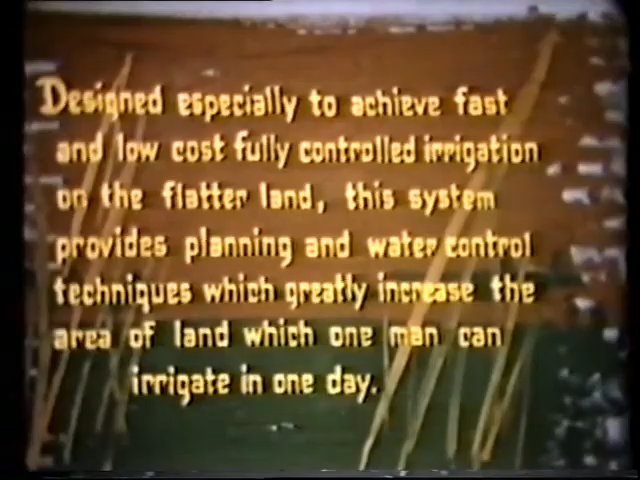 Designed especially to achieve fast
and low cost fully controlled irrigation
on the flatter land, this system
provides planning and water control
techniques which greatly increase the
area of land which one man can
irrigate in one day.